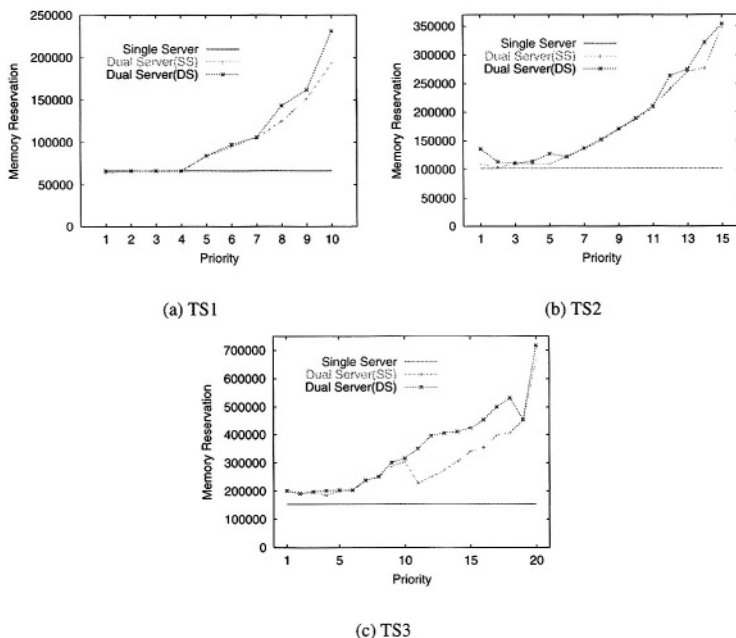 250000
200000
150000
100000
50000
0
Memory Reservation
Single Server
Dual Server(SS)
Dual Server(DS)
1 2 3 4 5 6 7 8 9 10
Priority
(a) TS1
350000
300000
250000
200000
150000
100000
50000
0
Memory Reservation
Single Server
Dual Server(SS)
Dual Server(DS)
1 3 5 7 9 11 13 15
Priority
(b) TS2
700000
600000
500000
400000
300000
200000
100000
0
Memory Reservation
Single Server
Dual Server(SS)
Dual Server(DS)
1 5 10 15 20
Priority
(c) TS3